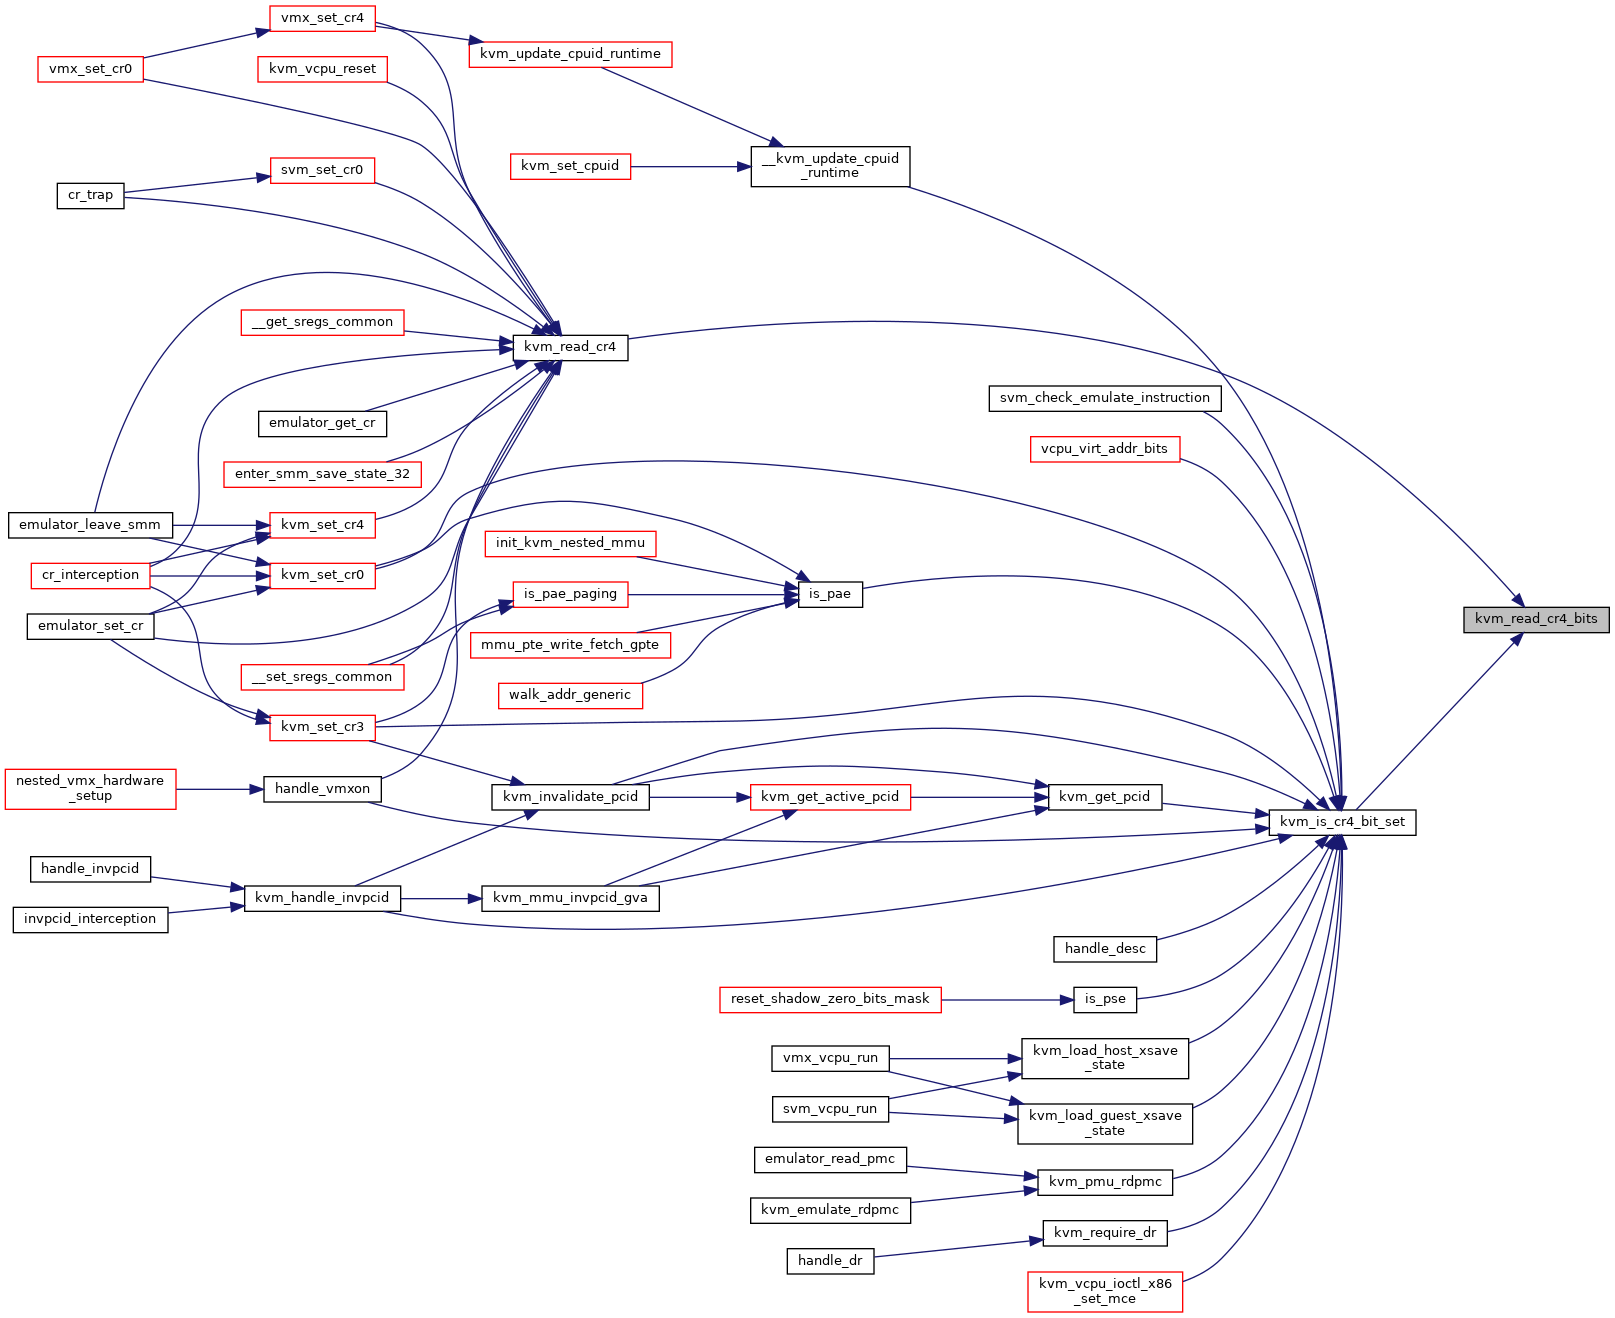 vmx_set_cr4
kvm_update_cpuid_runtime
vmx_set_cr0
kvm_vcpu_reset
__kvm_update_cpuid
_runtime
kvm_set_cpuid
svm_set_cr0
cr_trap
__get_sregs_common
kvm_read_cr4
svm_check_emulate_instruction
emulator_get_cr
vcpu_virt_addr_bits
enter_smm_save_state_32
emulator_leave_smm
kvm_set_cr4
init_kvm_nested_mmu
cr_interception
kvm_set_cr0
is_pae_paging
is_pae
kvm_read_cr4_bits
emulator_set_cr
mmu_pte_write_fetch_gpte
__set_sregs_common
walk_addr_generic
kvm_set_cr3
nested_vmx_hardware
_setup
handle_vmxon
kvm_invalidate_pcid
kvm_get_active_pcid
kvm_get_pcid
kvm_is_cr4_bit_set
handle_invpcid
kvm_handle_invpcid
kvm_mmu_invpcid_gva
invpcid_interception
handle_desc
reset_shadow_zero_bits_mask
is_pse
vmx_vcpu_run
kvm_load_host_xsave
_state
svm_vcpu_run
kvm_load_guest_xsave
_state
emulator_read_pmc
kvm_pmu_rdpmc
kvm_emulate_rdpmc
kvm_require_dr
handle_dr
kvm_vcpu_ioctl_x86
_set_mce